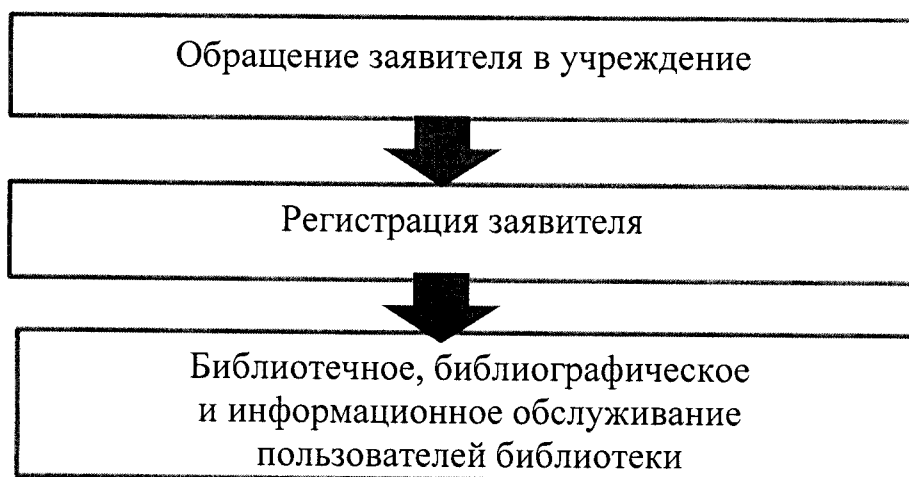 Обращение заявителя в учреждение
Регистрация заявителя
Библиотечное, библиографическое
и информационное обслуживание
пользователей библиотеки